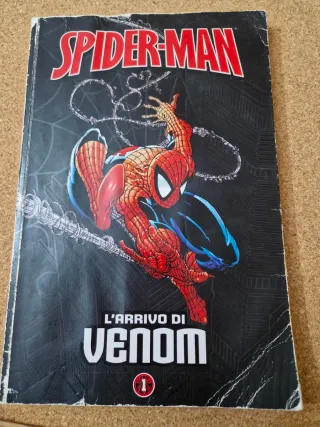 SPIDER-MAN
L'ARRIVO DI
VENOM
1